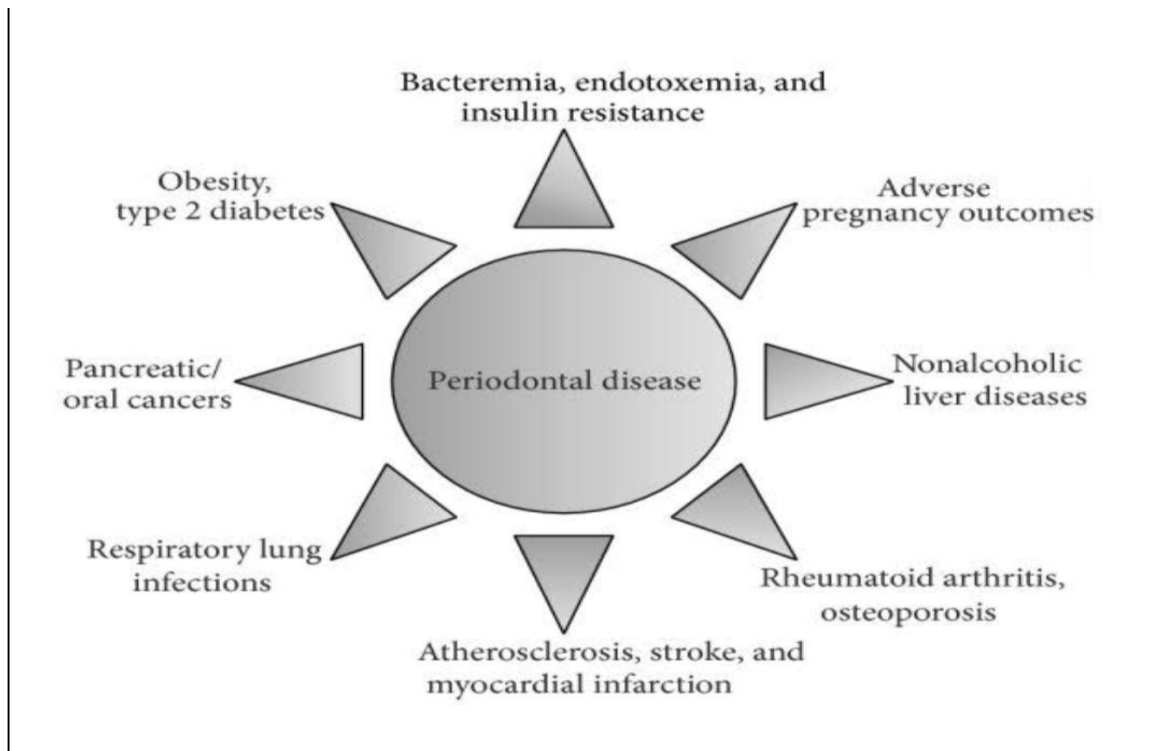 Bacteremia, endotoxemia, and
insulin resistance
Obesity,
type 2 diabetes
Adverse
pregnancy outcomes
Pancreatic/
oral cancers
Periodontal disease
Nonalcoholic
liver diseases
Respiratory lung
infections
Rheumatoid arthritis,
osteoporosis
Atherosclerosis, stroke, and
myocardial infarction